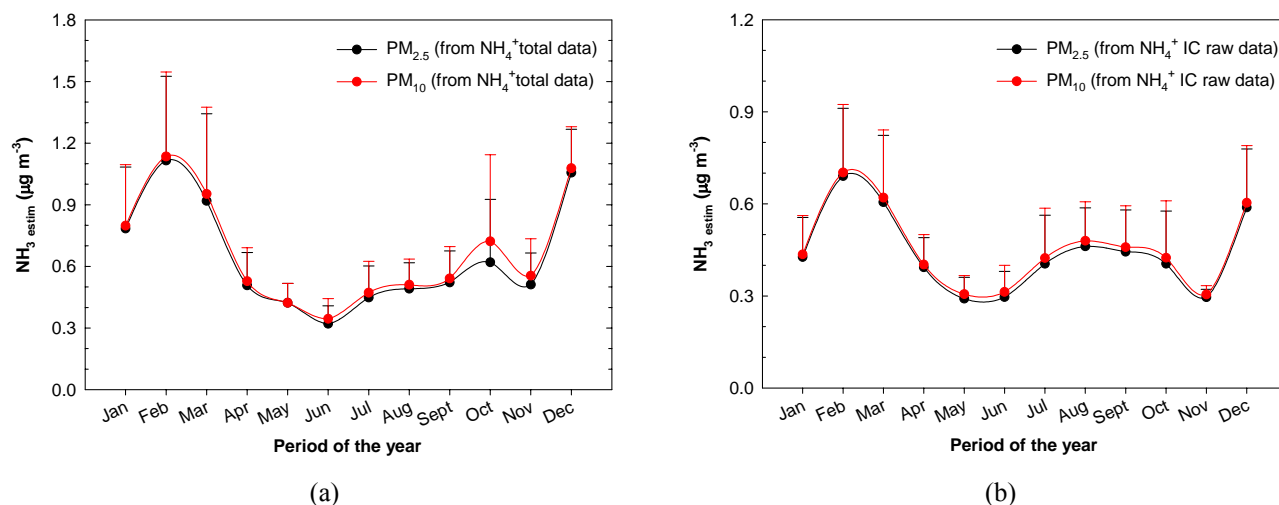 1.8
1.5
1.2
0.9
0.6
0.3
0.0
NH₃ estim (µg m⁻³)
PM₂.₅ (from NH₄⁺total data)
PM₁₀ (from NH₄⁺total data)
Jan Feb Mar Apr May Jun Jul Aug Sept Oct Nov Dec
Period of the year
(a)
1.2
0.9
0.6
0.3
0.0
NH₃ estim (µg m⁻³)
PM₂.₅ (from NH₄⁺ IC raw data)
PM₁₀ (from NH₄⁺ IC raw data)
Jan Feb Mar Apr May Jun Jul Aug Sept Oct Nov Dec
Period of the year
(b)